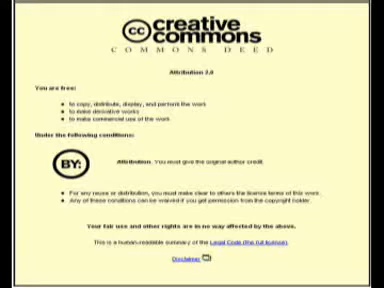 cc creative commons
COMMONS DEED
Attribution 2.0
You are free:
to copy, distribute, display, and perform the work
to make derivative works
to make commercial use of the work
Under the following conditions:
BY:
Attribution. You must give the original author credit.
For any reuse or distribution, you must make clear to others the license terms of this work.
Any of these conditions can be waived if you get permission from the copyright holder.
Your fair use and other rights are in no way affected by the above.
This is a human-readable summary of the Legal Code (the full license).
Disclaimer